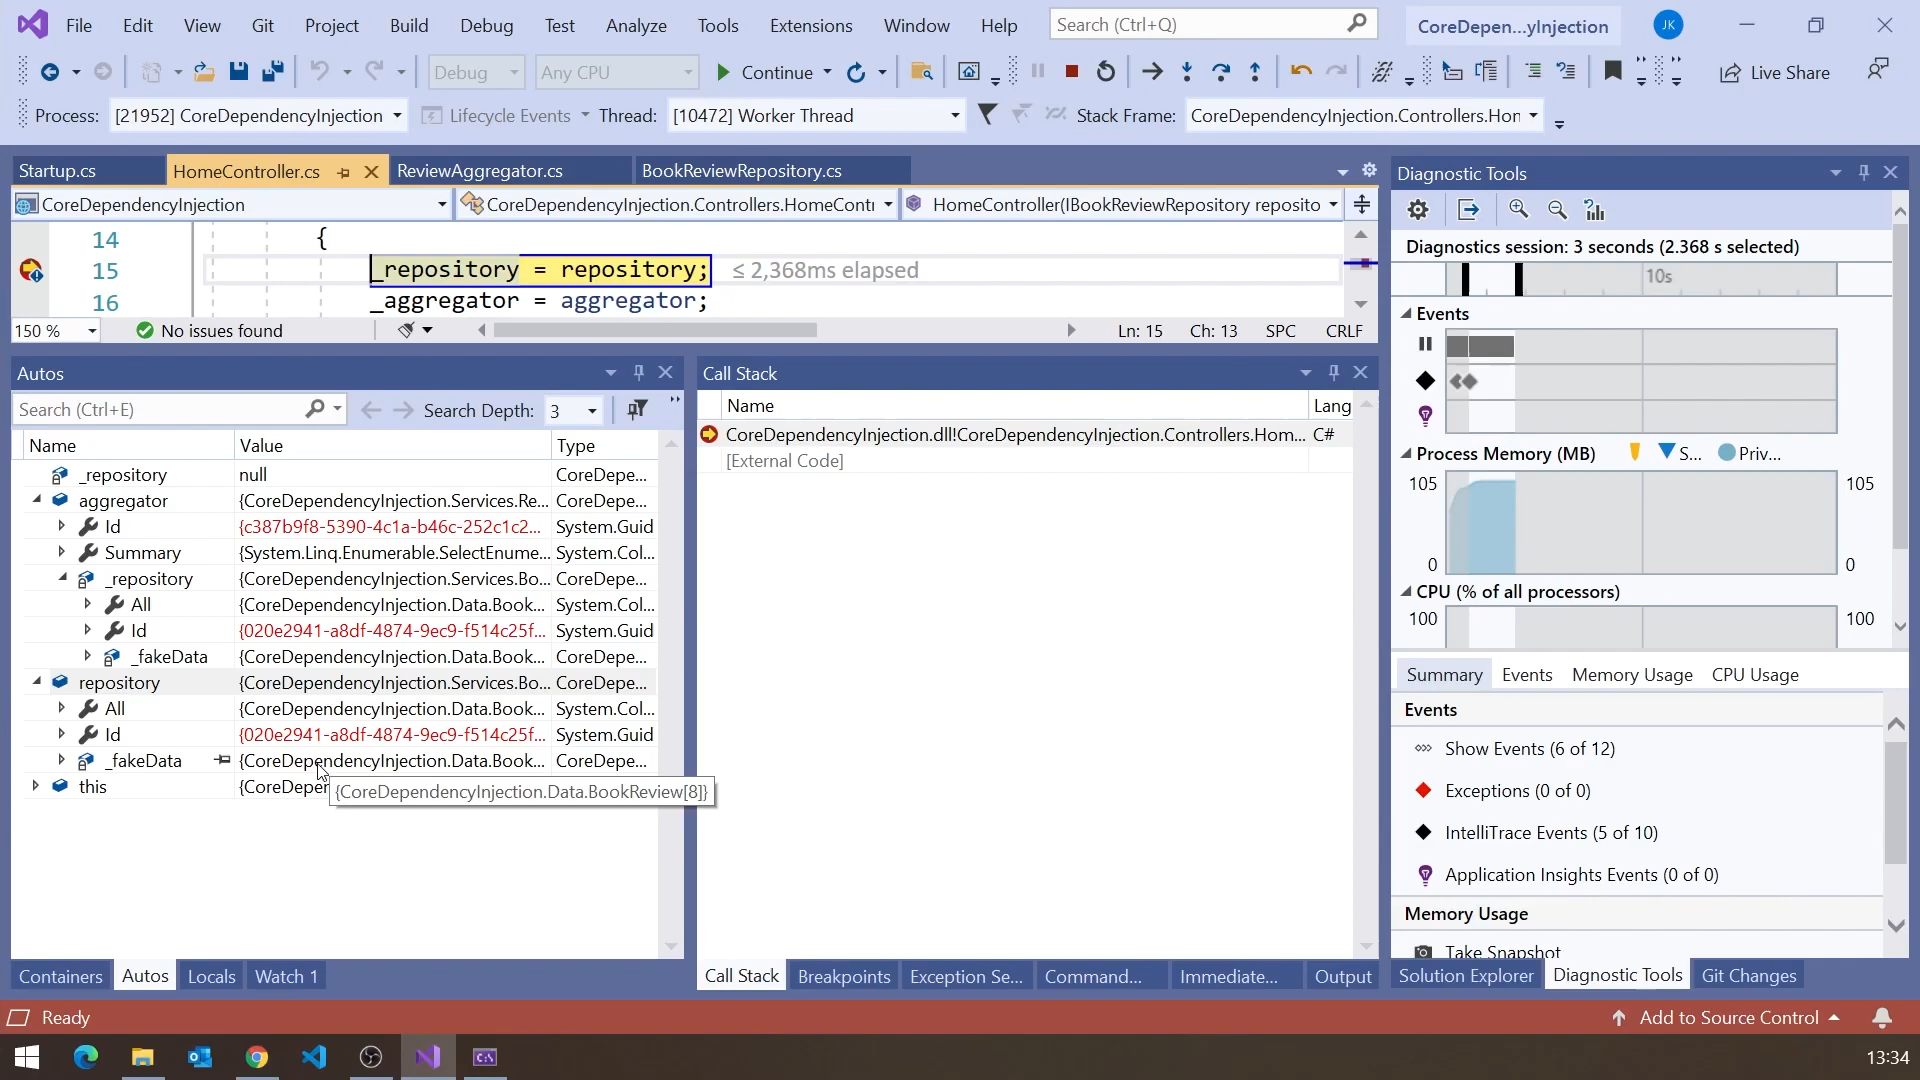 File Edit View Git Project Build Debug Test Analyze Tools Extensions Window Help Search (Ctrl+Q) CoreDepen...yInjection JK
Debug Any CPU Continue Live Share
Process: [21952] CoreDependencyInjection Lifecycle Events Thread: [10472] Worker Thread Stack Frame: CoreDependencyInjection.Controllers.Hon
Startup.cs HomeController.cs ReviewAggregator.cs BookReviewRepository.cs
CoreDependencyInjection CoreDependencyInjection.Controllers.HomeContr HomeController(IBookReviewRepository reposito
14 {
15 _repository = repository; ≤ 2,368ms elapsed
16 _aggregator = aggregator;
150 % No issues found Ln: 15 Ch: 13 SPC CRLF
Autos
Search (Ctrl+E) Search Depth: 3
Name Value Type
_repository null CoreDepe...
aggregator {CoreDependencyInjection.Services.Re... CoreDepe...
Id {c387b9f8-5390-4c1a-b46c-252c1c2... System.Guid
Summary {System.Linq.Enumerable.SelectEnume... System.Col...
_repository {CoreDependencyInjection.Services.Bo... CoreDepe...
All {CoreDependencyInjection.Data.Book... System.Col...
Id {020e2941-a8df-4874-9ec9-f514c25f... System.Guid
_fakeData {CoreDependencyInjection.Data.Book... CoreDepe...
repository {CoreDependencyInjection.Services.Bo... CoreDepe...
All {CoreDependencyInjection.Data.Book... System.Col...
Id {020e2941-a8df-4874-9ec9-f514c25f... System.Guid
_fakeData {CoreDependencyInjection.Data.Book... CoreDepe...
this {CoreDeper
{CoreDependencyInjection.Data.BookReview[8]}
Containers Autos Locals Watch 1
Call Stack
Name Lang
CoreDependencyInjection.dll!CoreDependencyInjection.Controllers.Hom... C#
[External Code]
Call Stack Breakpoints Exception Se... Command... Immediate... Output
Diagnostic Tools
Diagnostics session: 3 seconds (2.368 s selected)
10s
Events
Process Memory (MB) S... Priv...
105 105
0 0
CPU (% of all processors)
100 100
Summary Events Memory Usage CPU Usage
Events
Show Events (6 of 12)
Exceptions (0 of 0)
IntelliTrace Events (5 of 10)
Application Insights Events (0 of 0)
Memory Usage
Take Snapshot
Solution Explorer Diagnostic Tools Git Changes
Ready Add to Source Control
13:34